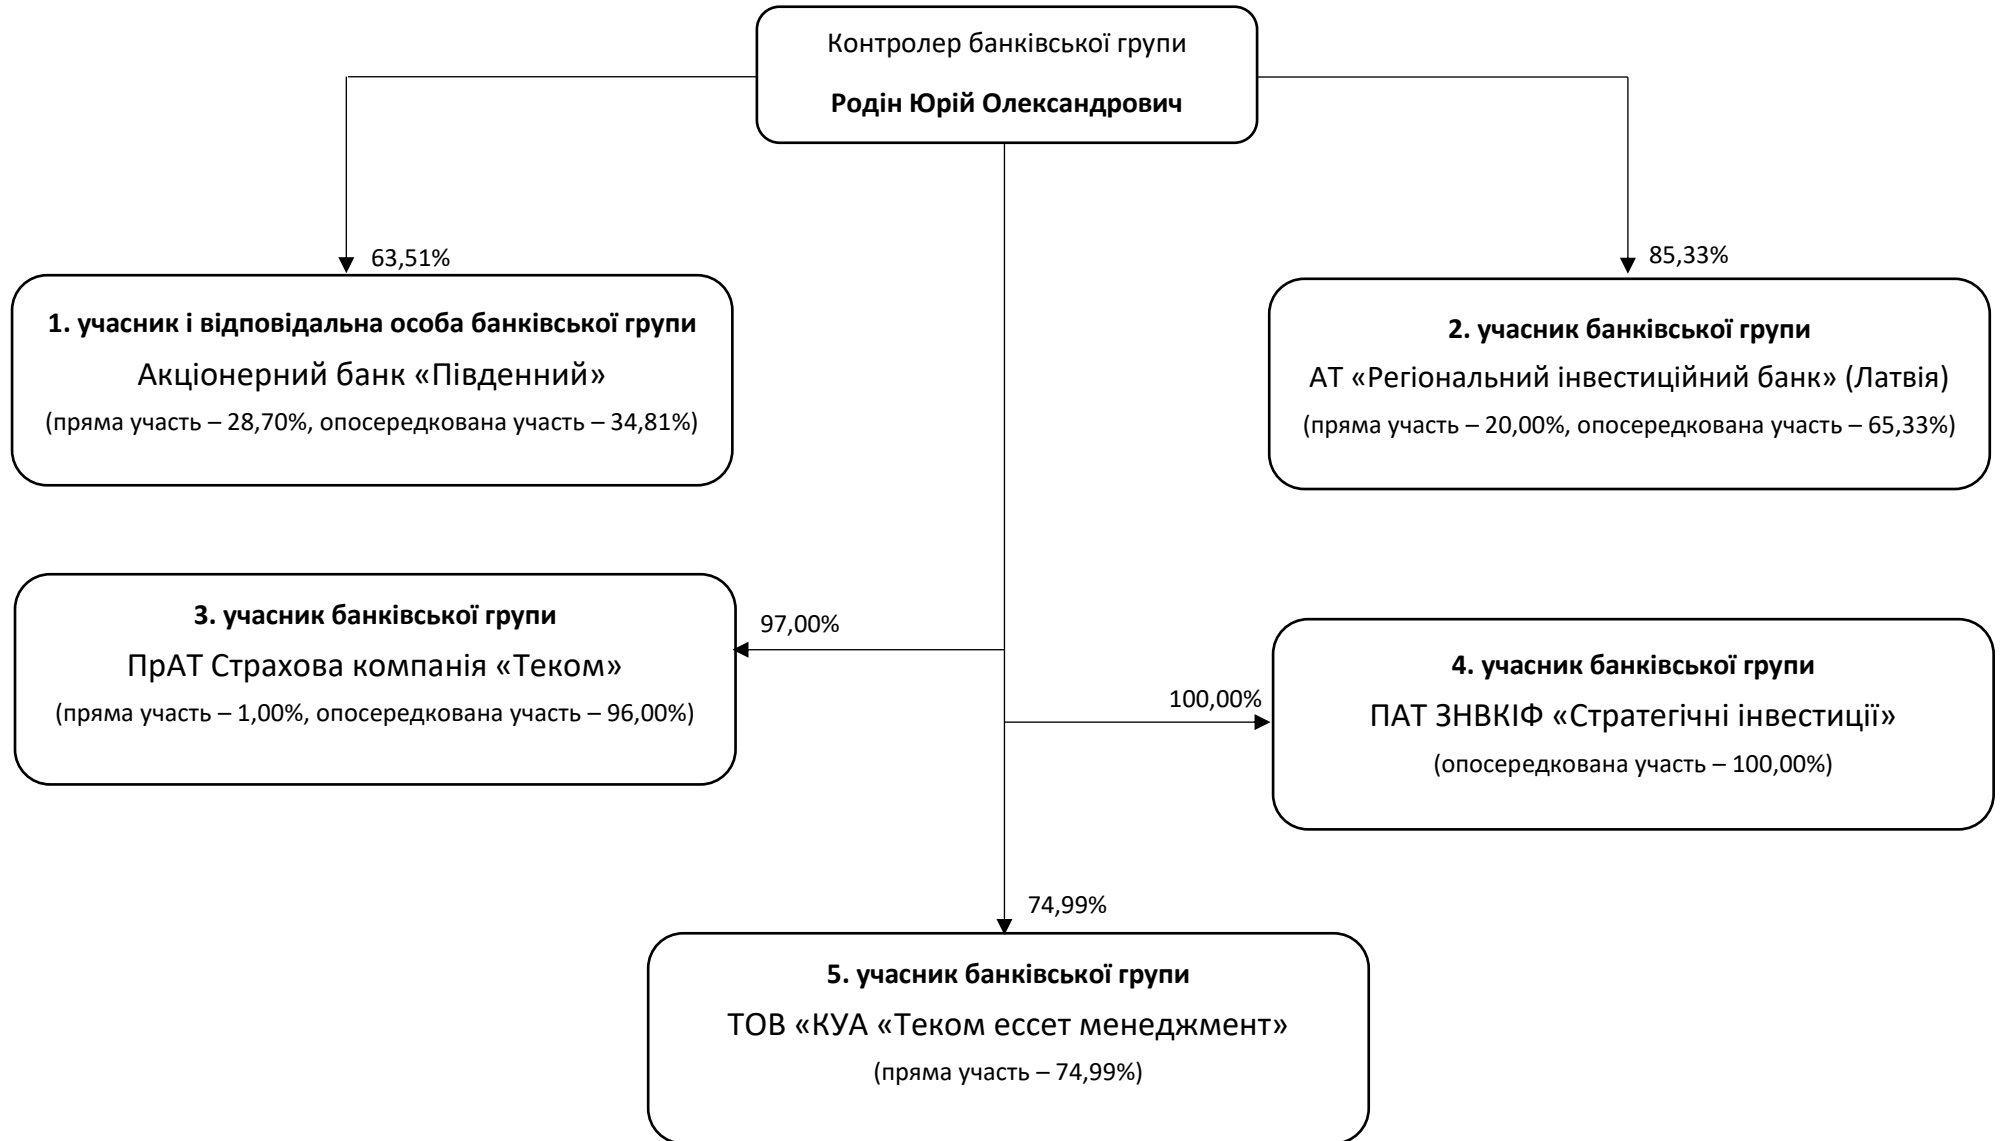 Контролер банківської групи
Родін Юрій Олександрович
63,51%
85,33%
1. учасник і відповідальна особа банківської групи
Акціонерний банк «Південний»
(пряма участь – 28,70%, опосередкована участь – 34,81%)
2. учасник банківської групи
АТ «Регіональний інвестиційний банк» (Латвія)
(пряма участь – 20,00%, опосередкована участь – 65,33%)
3. учасник банківської групи
ПрАТ Страхова компанія «Теком»
(пряма участь – 1,00%, опосередкована участь – 96,00%)
97,00%
100,00%
4. учасник банківської групи
ПАТ ЗНВКІФ «Стратегічні інвестиції»
(опосередкована участь – 100,00%)
74,99%
5. учасник банківської групи
ТОВ «КУА «Теком ессет менеджмент»
(пряма участь – 74,99%)